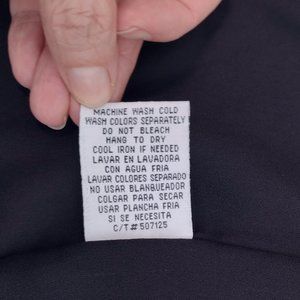 MACHINE WASH COLD
WASH COLORS SEPARATELY
DO NOT BLEACH
HANG TO DRY
COOL IRON IF NEEDED
LAVAR EN LAVADORA
CON AGUA FRIA
LAVAR COLORES SEPARADO
NO USAR BLANQUEADOR
COLGAR PARA SECAR
USAR PLANCHA FRIA
SI SE NECESITA
C/T# 507125